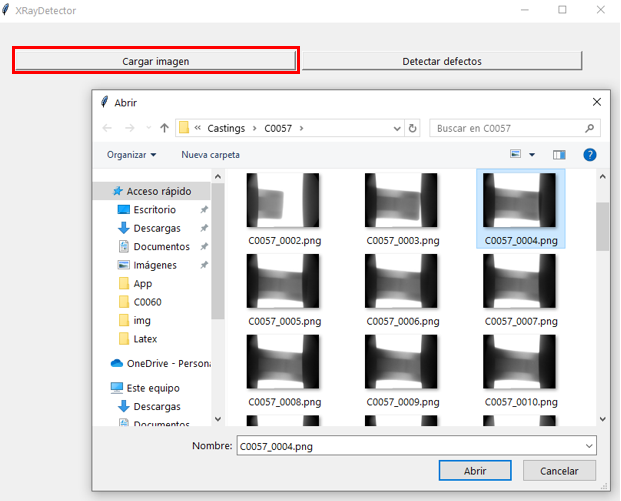 XRayDetector
Cargar imagen
Detectar defectos
Abrir
« Castings > C0057 >
Buscar en C0057
Organizar
Nueva carpeta
Acceso rápido
Escritorio
Descargas
Documentos
Imágenes
App
C0060
img
Latex
OneDrive - Persona
Este equipo
Descargas
Documentos
C0057_0002.png
C0057_0003.png
C0057_0004.png
C0057_0005.png
C0057_0006.png
C0057_0007.png
C0057_0008.png
C0057_0009.png
C0057_0010.png
Nombre:
C0057_0004.png
Abrir
Cancelar